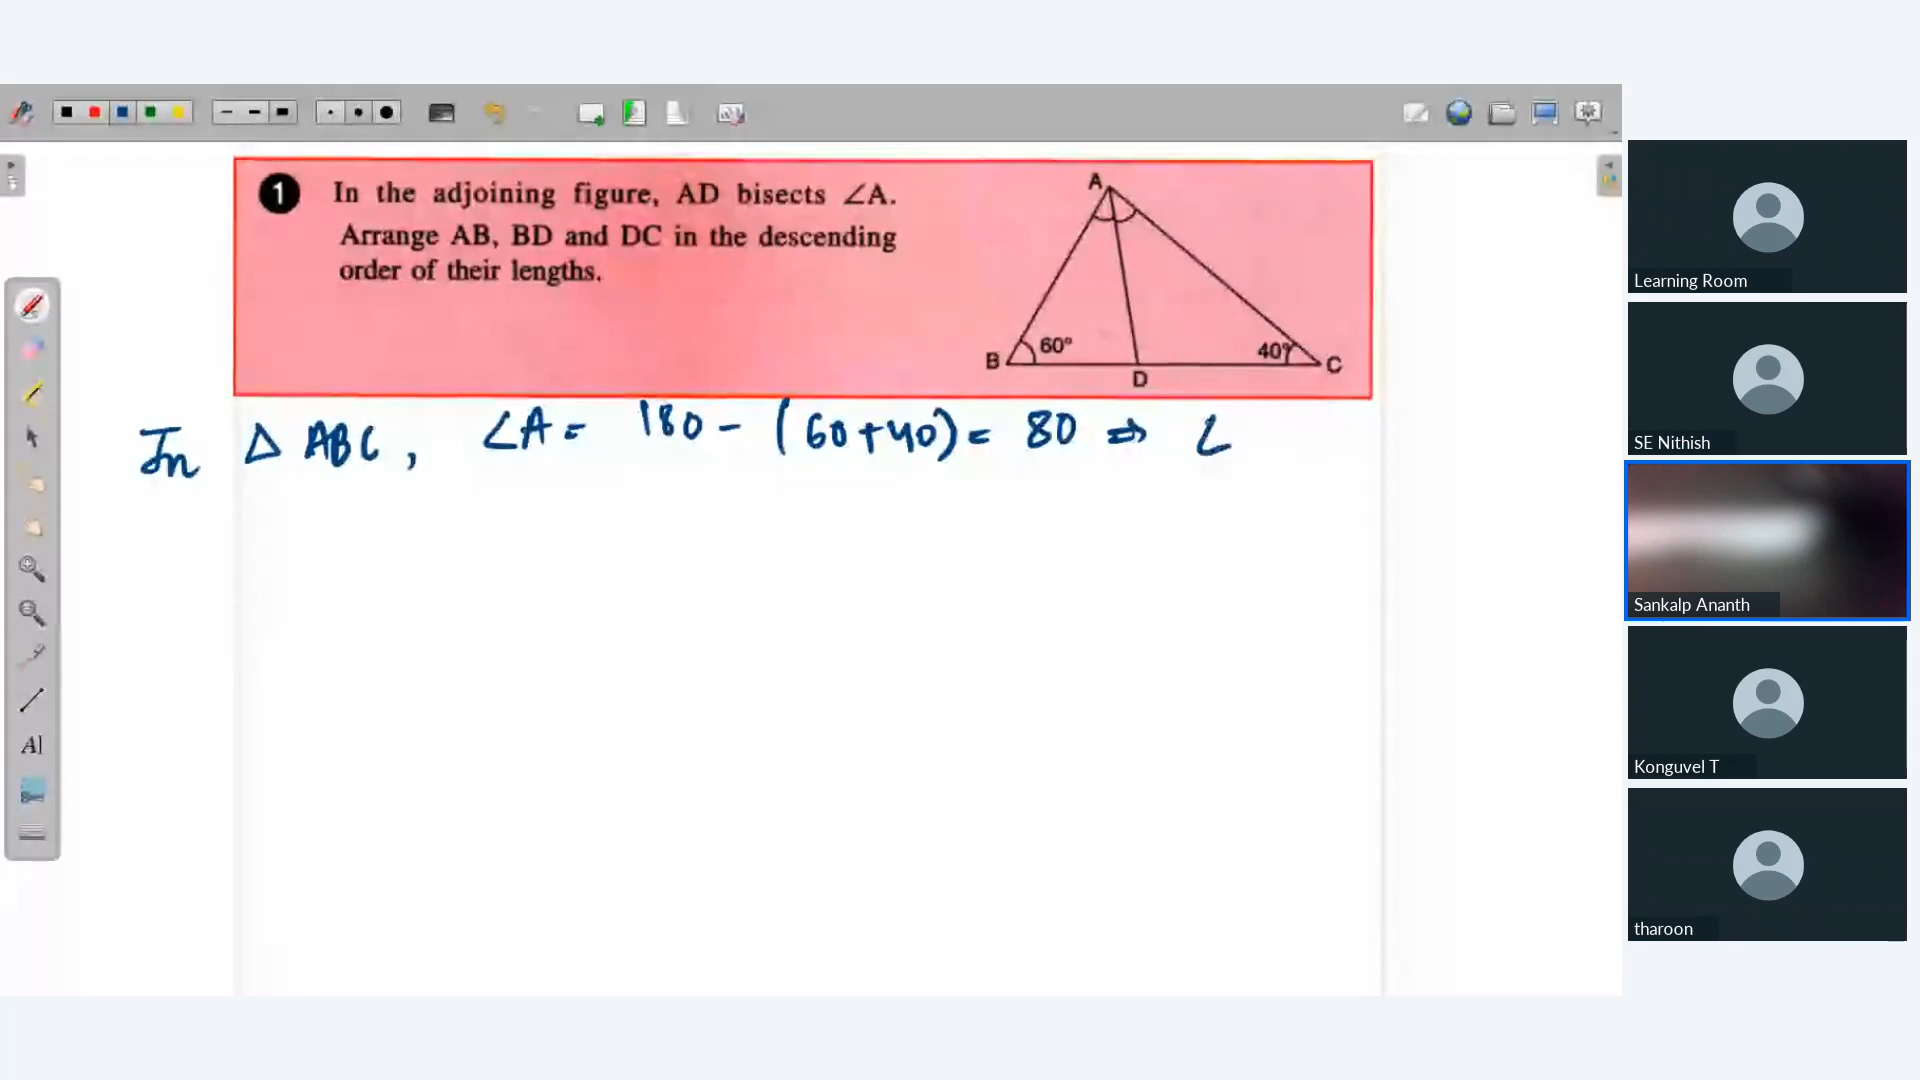 1 In the adjoining figure, AD bisects ∠A.
Arrange AB, BD and DC in the descending
order of their lengths.
A
B 60° 40° C
D
In △ ABC, ∠A = 180 - (60+40) = 80 ⇒ ∠
A
Learning Room
SE Nithish
Sankalp Ananth
Konguvel T
tharoon